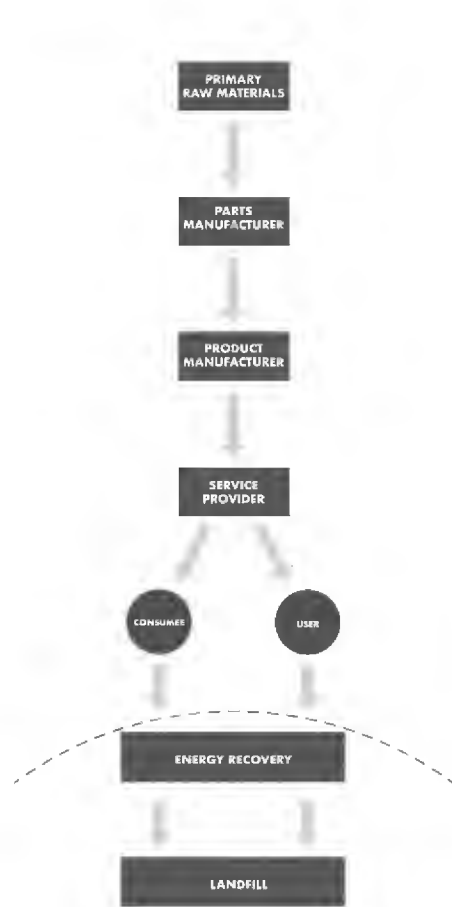 PRIMARY
RAW MATERIALS
PARTS
MANUFACTURER
PRODUCT
MANUFACTURER
SERVICE
PROVIDER
CONSUMER
USER
ENERGY RECOVERY
LANDFILL